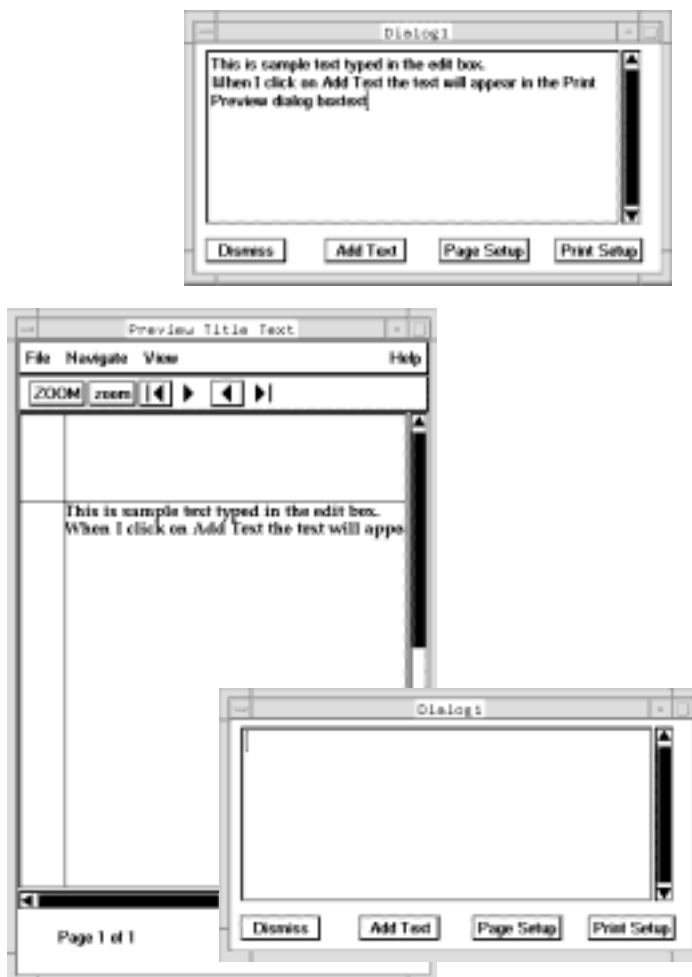 Dialog1
This is sample text typed in the edit box.
When I click on Add Text the text will appear in the Print
Preview dialog boxtext
Dismiss Add Text Page Setup Print Setup
Preview Title Text
File Navigate View Help
ZOOM zoom
This is sample text typed in the edit box.
When I click on Add Text the text will appe
Page 1 of 1
Dialog1
Dismiss Add Text Page Setup Print Setup